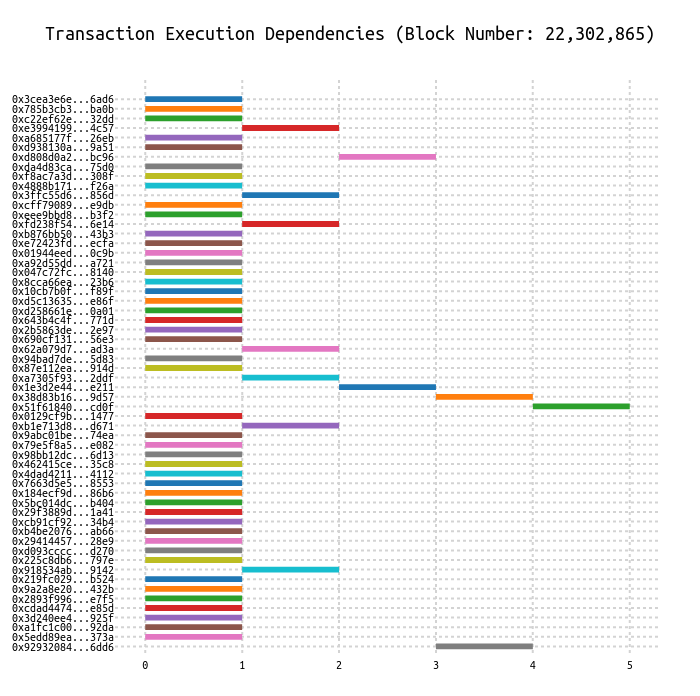 Transaction Execution Dependencies (Block Number: 22,302,865)
0x3cea3e6e...6ad6
0x785b3cb3...ba0b
0xc22ef62e...32dd
0xe3994199...4c57
0xa685177f...26eb
0xd938130a...9a51
0xd808d0a2...bc96
0xda4d83ca...75d0
0xf8ac7a3d...308f
0x4888b171...f26a
0x3ffc55d6...856d
0xcff79089...e9db
0xeee9bbd8...b3f2
0xfd238f54...6e14
0xb876bb50...43b3
0xe72423fd...ecfa
0x01944eed...0c9b
0xa92d55dd...a721
0x047c72fc...8140
0x8cca66ea...23b6
0x10cb7b0f...f89f
0xd5c13635...e86f
0xd258661e...0a01
0x643b4c4f...771d
0x2b5863de...2e97
0x690cf131...56e3
0x62a079d7...ad3a
0x94bad7de...5d83
0x87e112ea...914d
0xa7305f93...2ddf
0x1e3d2e44...e211
0x38d83b16...9d57
0x51f61840...cd0f
0x0129cf9b...1477
0xb1e713d8...d671
0x9abc01be...74ea
0x79e5f8a5...e082
0x98bb12dc...6d13
0x462415ce...35c8
0x4dad4211...4112
0x7663d5e5...8553
0x184ecf9d...86b6
0x5bc014dc...b404
0x29f3889d...1a41
0xcb91cf92...34b4
0xb4be2076...ab66
0x29414457...28e9
0xd093cccc...d270
0x225c8db6...797e
0x918534ab...9142
0x219fc029...b524
0x9a2a8e20...432b
0x2893f996...e7f5
0xcdad4474...e85d
0x3d240ee4...925f
0xa1fc1c00...92da
0x5edd89ea...373a
0x92932084...6dd6
0 1 2 3 4 5